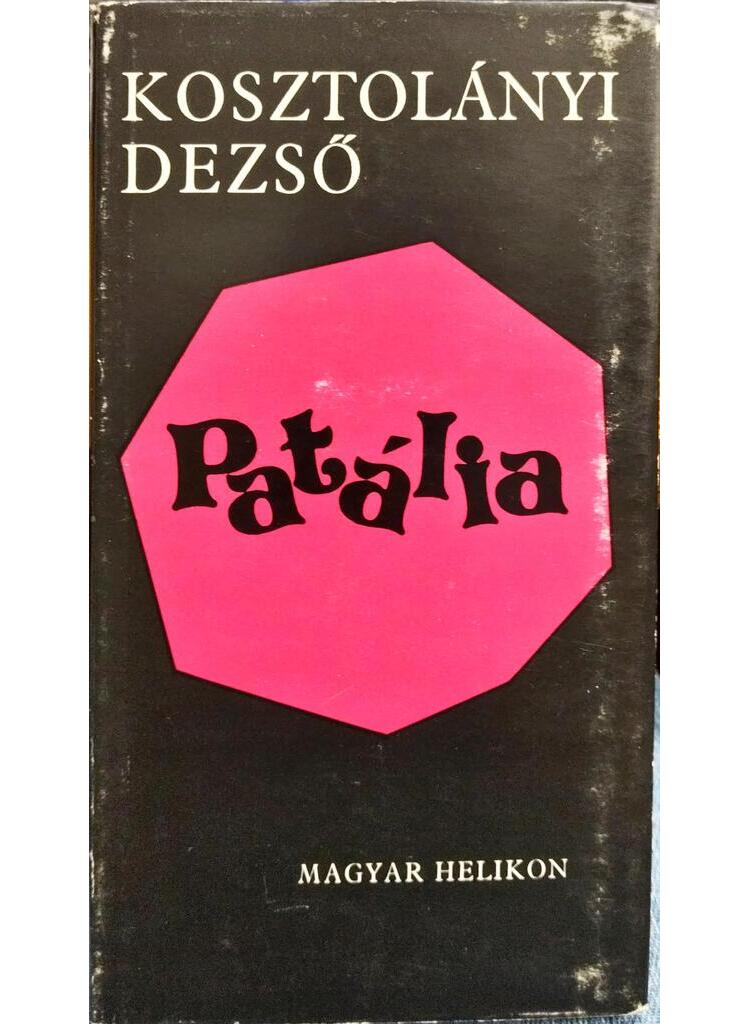 KOSZTOLÁNYI
DEZSŐ
Patália
MAGYAR HELIKON